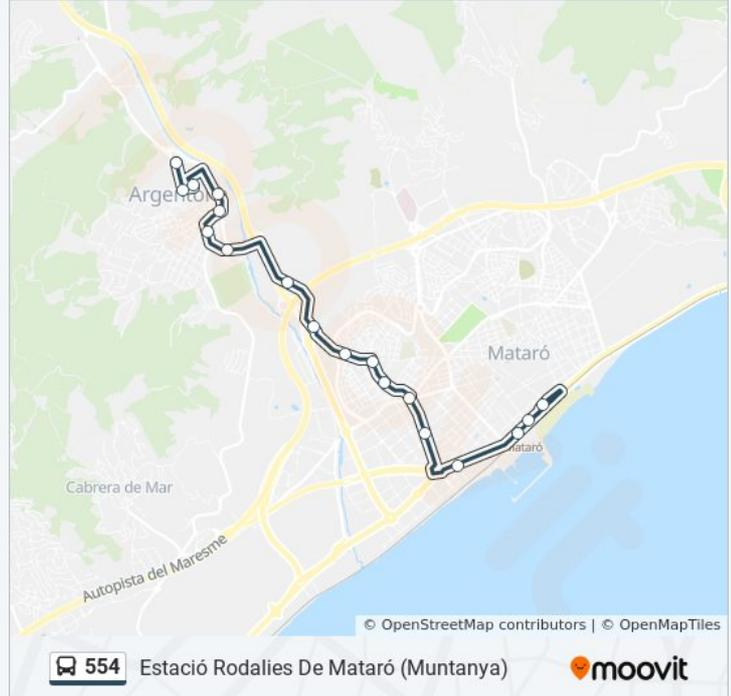 Argentona
Mataró
Mataró
Cabrera de Mar
Autopista del Maresme
© OpenStreetMap contributors | © OpenMapTiles
554
Estació Rodalies De Mataró (Muntanya)
moovit